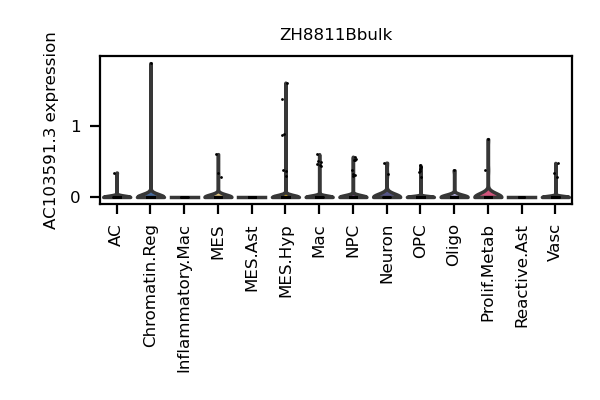 ZH8811Bbulk
AC103591.3 expression
1
0
AC
Chromatin.Reg
Inflammatory.Mac
MES
MES.Ast
MES.Hyp
Mac
NPC
Neuron
OPC
Oligo
Prolif.Metab
Reactive.Ast
Vasc